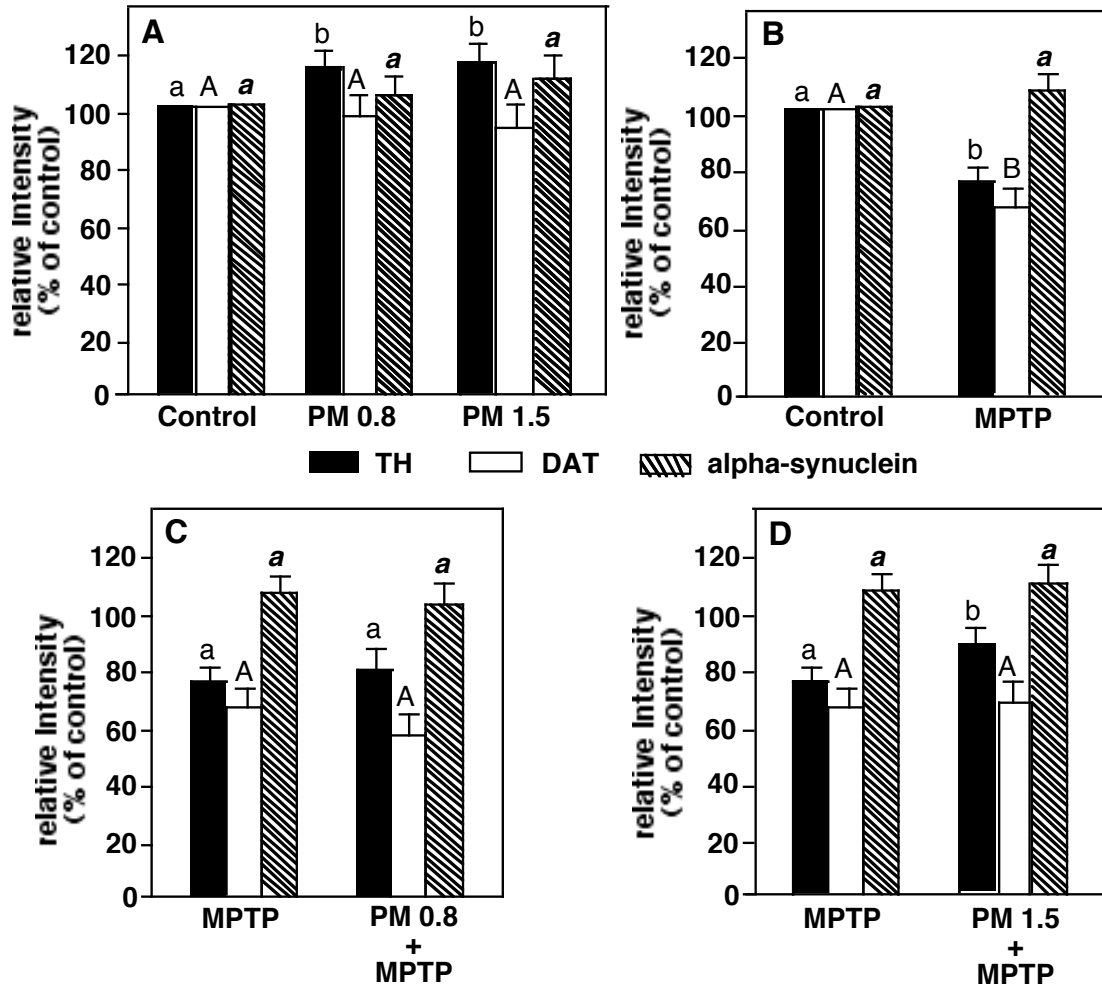 A
relative Intensity
(% of control)
120
100
80
60
40
20
0
a A a
b A a
b A a
Control PM 0.8 PM 1.5
B
relative Intensity
(% of control)
120
100
80
60
40
20
0
a A a
b B a
Control MPTP
TH DAT alpha-synuclein
C
relative Intensity
(% of control)
120
100
80
60
40
20
0
a A a
a A a
MPTP PM 0.8
+
MPTP
D
relative Intensity
(% of control)
120
100
80
60
40
20
0
a A a
b A a
MPTP PM 1.5
+
MPTP